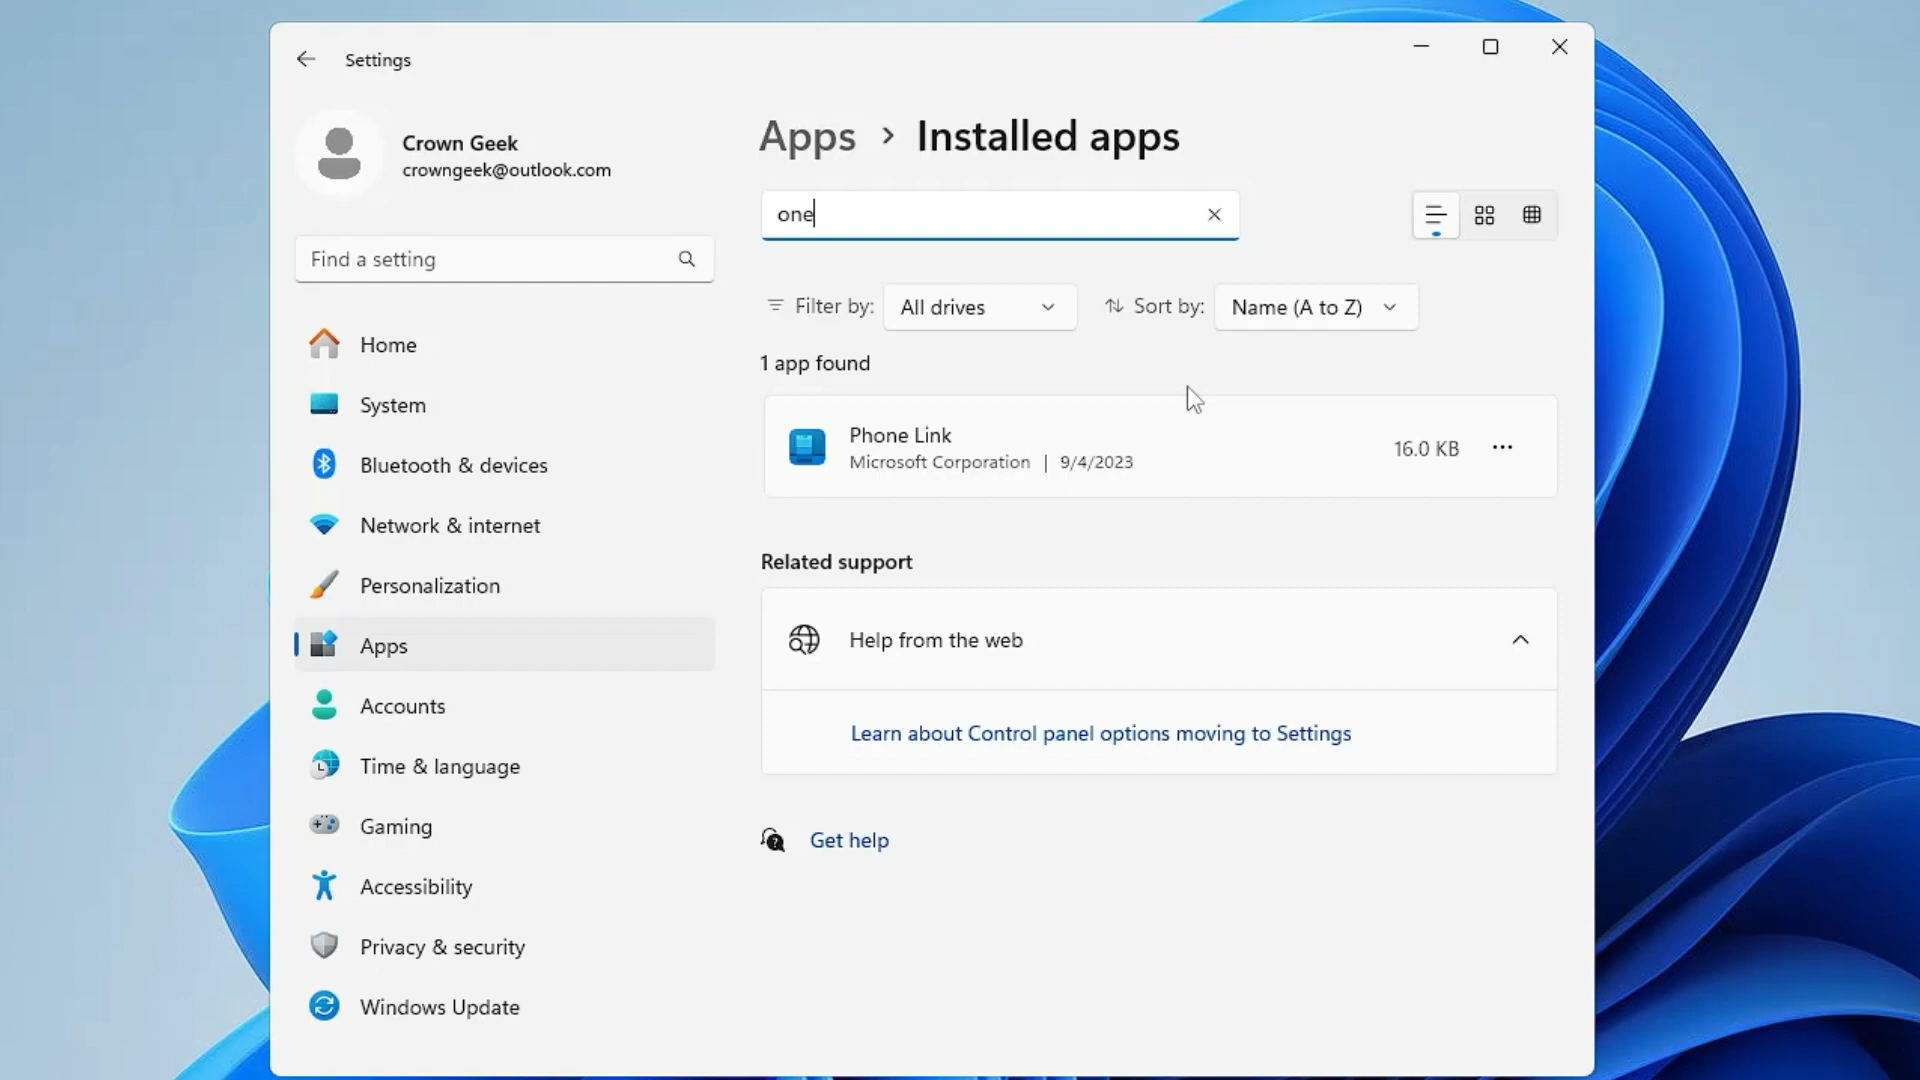 Settings
Crown Geek
crowngeek@outlook.com
Find a setting
Home
System
Bluetooth & devices
Network & internet
Personalization
Apps
Accounts
Time & language
Gaming
Accessibility
Privacy & security
Windows Update
Apps > Installed apps
one
Filter by: All drives Sort by: Name (A to Z)
1 app found
Phone Link
Microsoft Corporation | 9/4/2023
16.0 KB
Related support
Help from the web
Learn about Control panel options moving to Settings
Get help